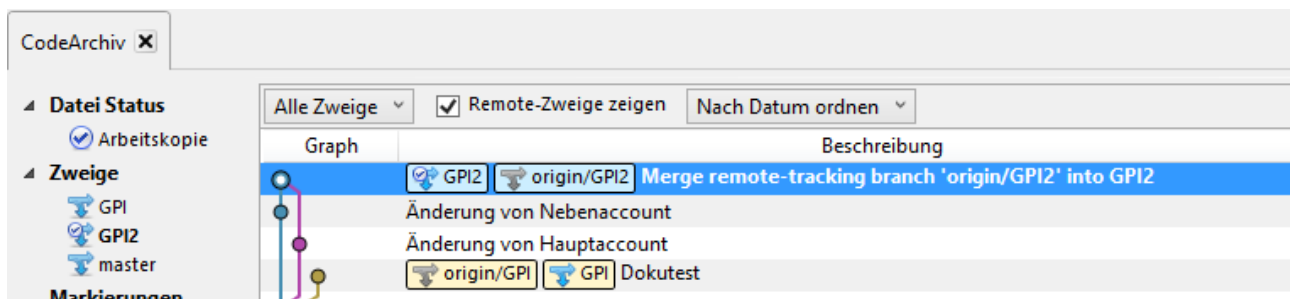 CodeArchiv
Datei Status
Arbeitskopie
Zweige
GPI
GPI2
master
Markierungen
Alle Zweige Remote-Zweige zeigen Nach Datum ordnen
Graph Beschreibung
GPI2 origin/GPI2 Merge remote-tracking branch 'origin/GPI2' into GPI2
Änderung von Nebenaccount
Änderung von Hauptaccount
origin/GPI GPI Dokutest